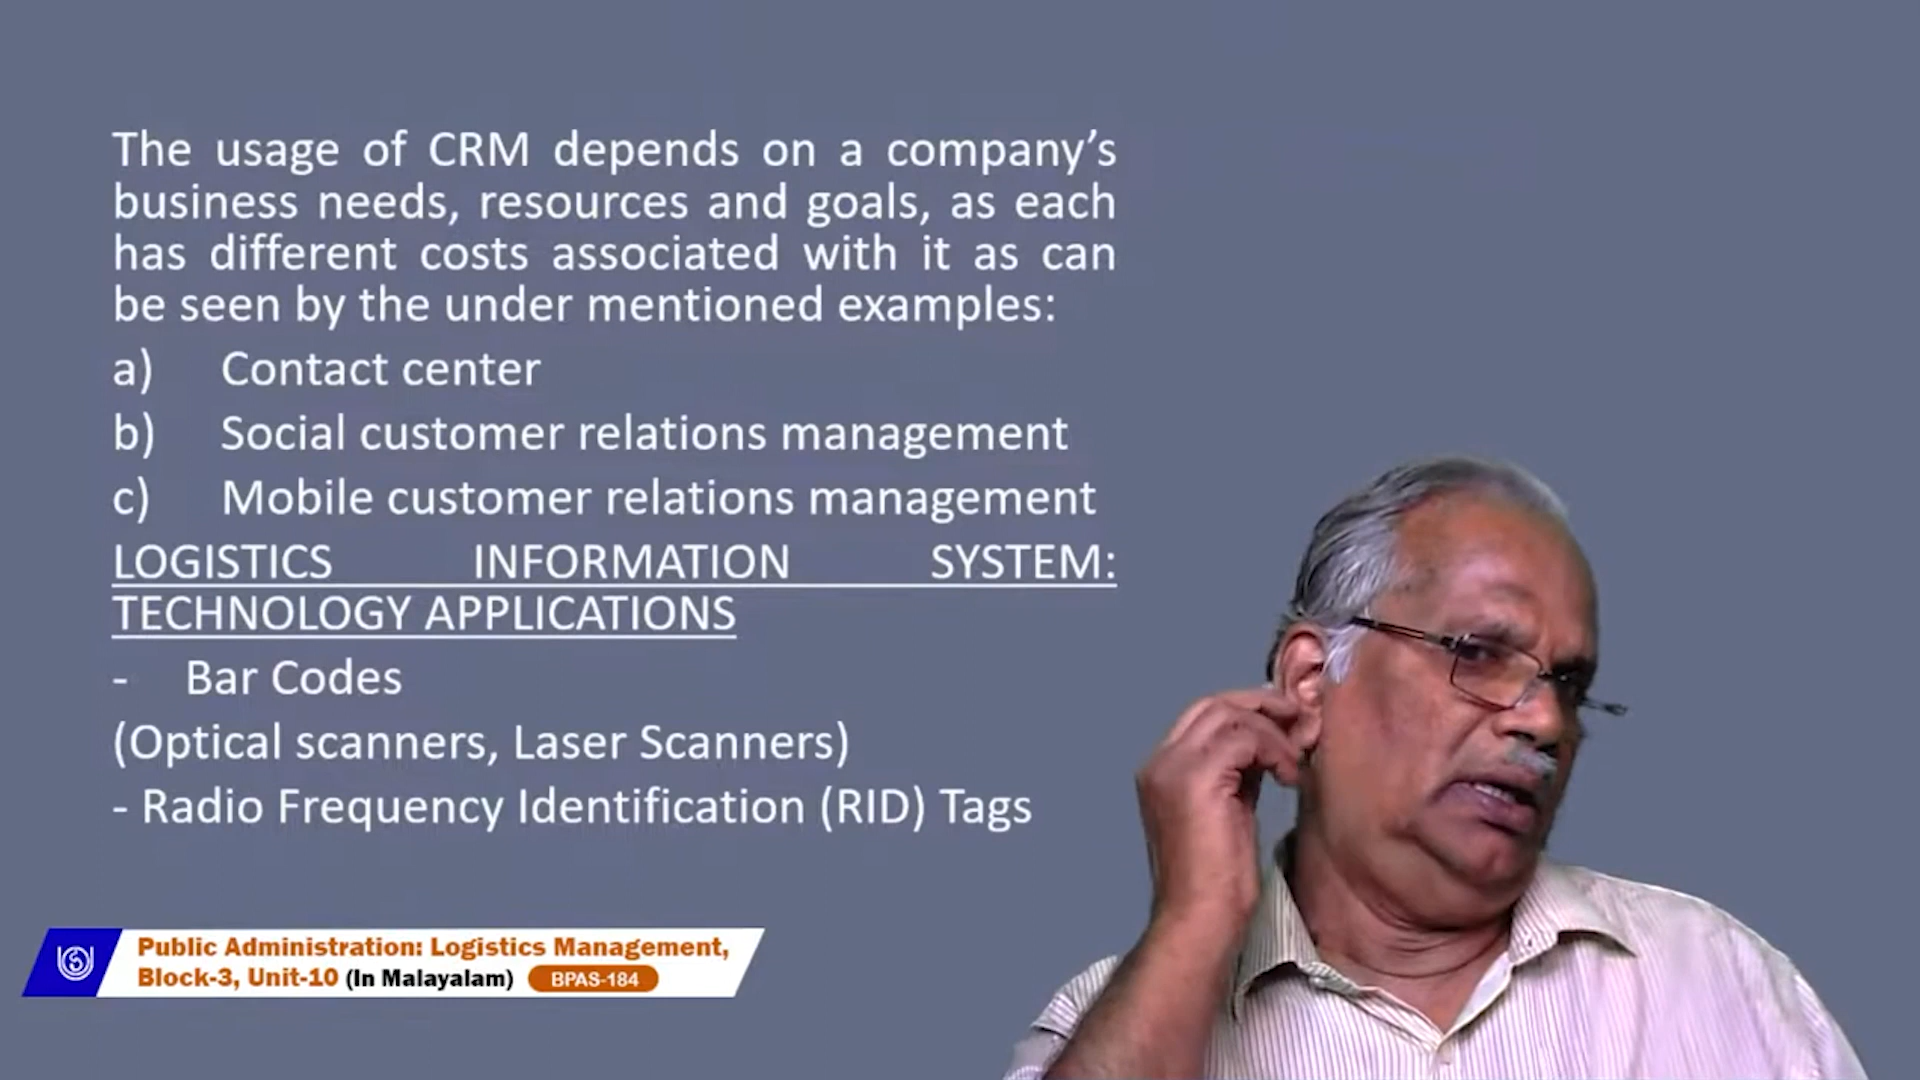 The usage of CRM depends on a company’s
business needs, resources and goals, as each
has different costs associated with it as can
be seen by the under mentioned examples:
a) Contact center
b) Social customer relations management
c) Mobile customer relations management
LOGISTICS INFORMATION SYSTEM:
TECHNOLOGY APPLICATIONS
- Bar Codes
(Optical scanners, Laser Scanners)
- Radio Frequency Identification (RID) Tags
Public Administration: Logistics Management,
Block-3, Unit-10 (In Malayalam) BPAS-184